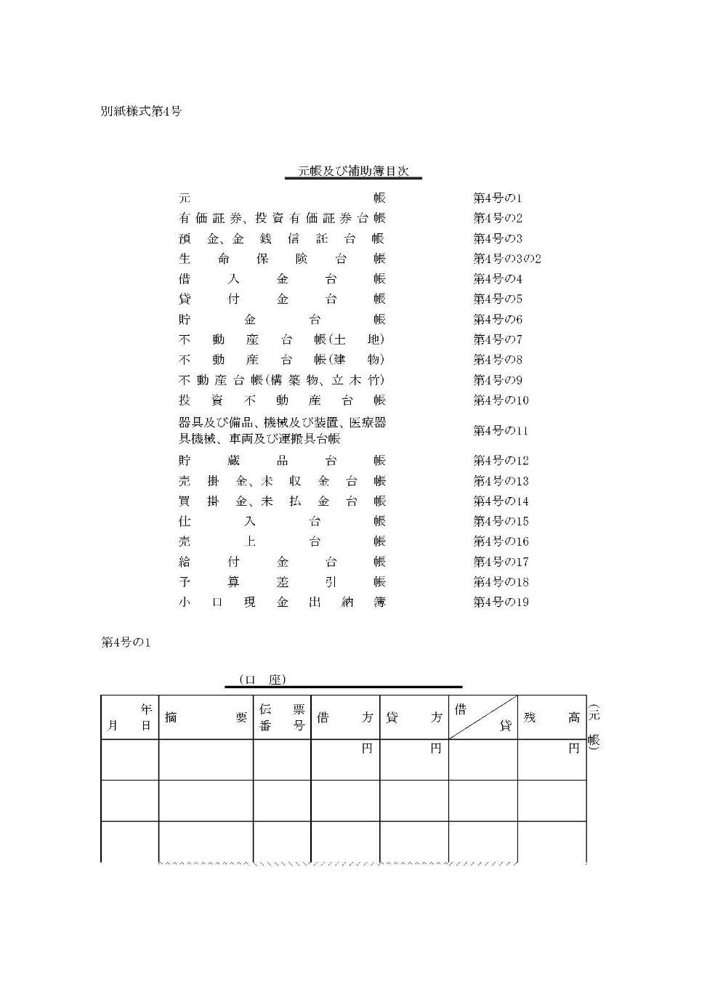 別紙様式第4号
元帳及び補助簿目次
元帳 第4号の1
有価証券、投資有価証券台帳 第4号の2
預金、金銭信託台帳 第4号の3
生命保険台帳 第4号の3の2
借入金台帳 第4号の4
貸付金台帳 第4号の5
貯金台帳 第4号の6
不動産台帳(土地) 第4号の7
不動産台帳(建物) 第4号の8
不動産台帳(構築物、立木竹) 第4号の9
投資不動産台帳 第4号の10
器具及び備品、機械及び装置、医療器
具機械、車両及び運搬具台帳 第4号の11
貯蔵品台帳 第4号の12
売掛金、未収金台帳 第4号の13
買掛金、未払金台帳 第4号の14
仕入台帳 第4号の15
売上台帳 第4号の16
給付金台帳 第4号の17
予算差引帳 第4号の18
小口現金出納簿 第4号の19
第4号の1
(口 座)
年
月 日
摘要
伝票
番号
借方
貸方
借
貸
残高
(元帳)
円 円 円